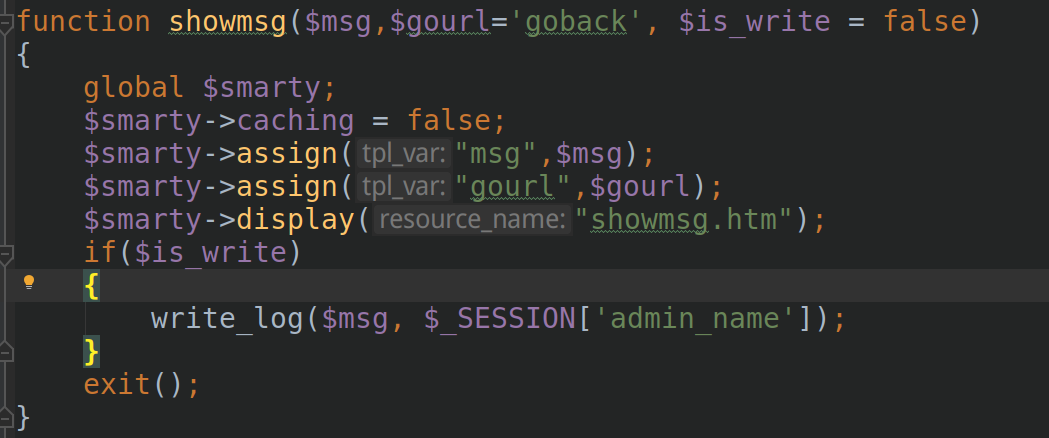 function showmsg($msg,$gourl='goback', $is_write = false)
{
global $smarty;
$smarty->caching = false;
$smarty->assign( tpl_var: "msg",$msg);
$smarty->assign( tpl_var: "gourl",$gourl);
$smarty->display( resource_name: "showmsg.htm");
if($is_write)
{
write_log($msg, $_SESSION['admin_name']);
}
exit();
}